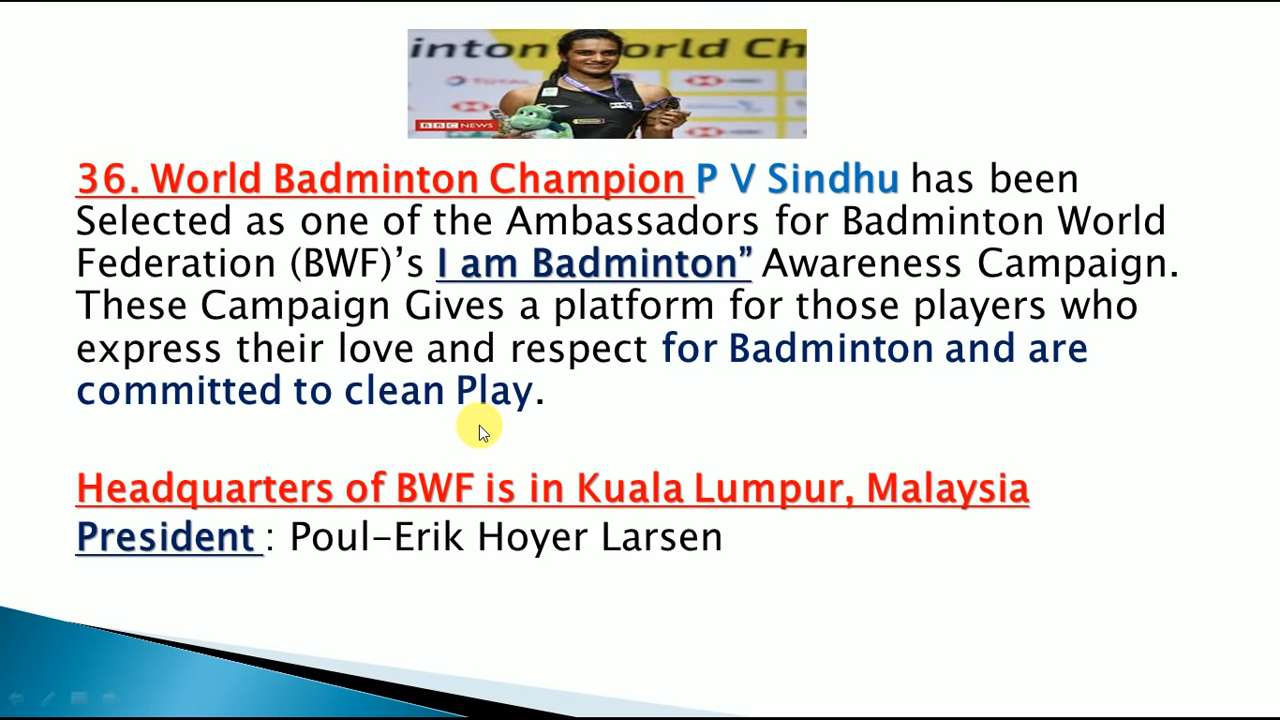 inton World Ch
TOTAL
HSBC
BBC NEWS
36. World Badminton Champion P V Sindhu has been
Selected as one of the Ambassadors for Badminton World
Federation (BWF)’s I am Badminton” Awareness Campaign.
These Campaign Gives a platform for those players who
express their love and respect for Badminton and are
committed to clean Play.
Headquarters of BWF is in Kuala Lumpur, Malaysia
President : Poul-Erik Hoyer Larsen